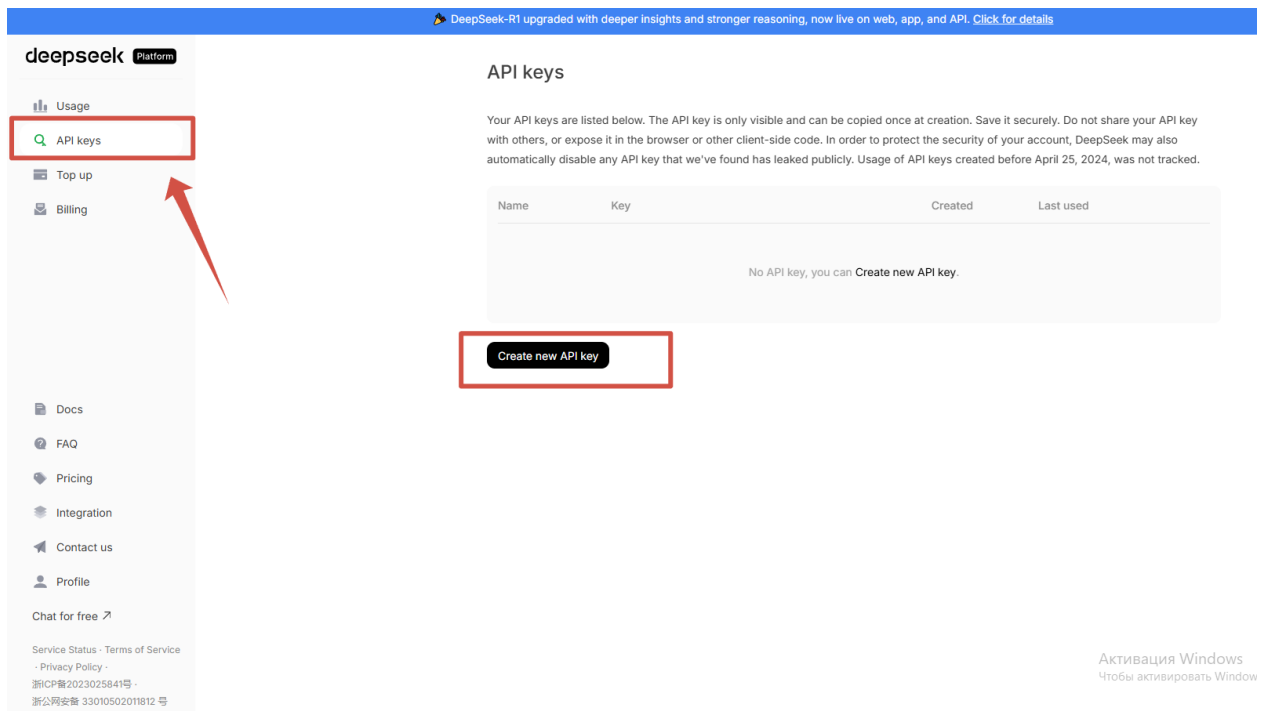 DeepSeek-R1 upgraded with deeper insights and stronger reasoning, now live on web, app, and API. Click for details
deepseek Platform
Usage
API keys
Top up
Billing
Docs
FAQ
Pricing
Integration
Contact us
Profile
Chat for free
Service Status · Terms of Service
· Privacy Policy ·
浙ICP备2023025841号 ·
浙公网安备 33010502011812 号
API keys
Your API keys are listed below. The API key is only visible and can be copied once at creation. Save it securely. Do not share your API key
with others, or expose it in the browser or other client-side code. In order to protect the security of your account, DeepSeek may also
automatically disable any API key that we've found has leaked publicly. Usage of API keys created before April 25, 2024, was not tracked.
Name Key Created Last used
No API key, you can Create new API key.
Create new API key
Активация Windows
Чтобы активировать Window